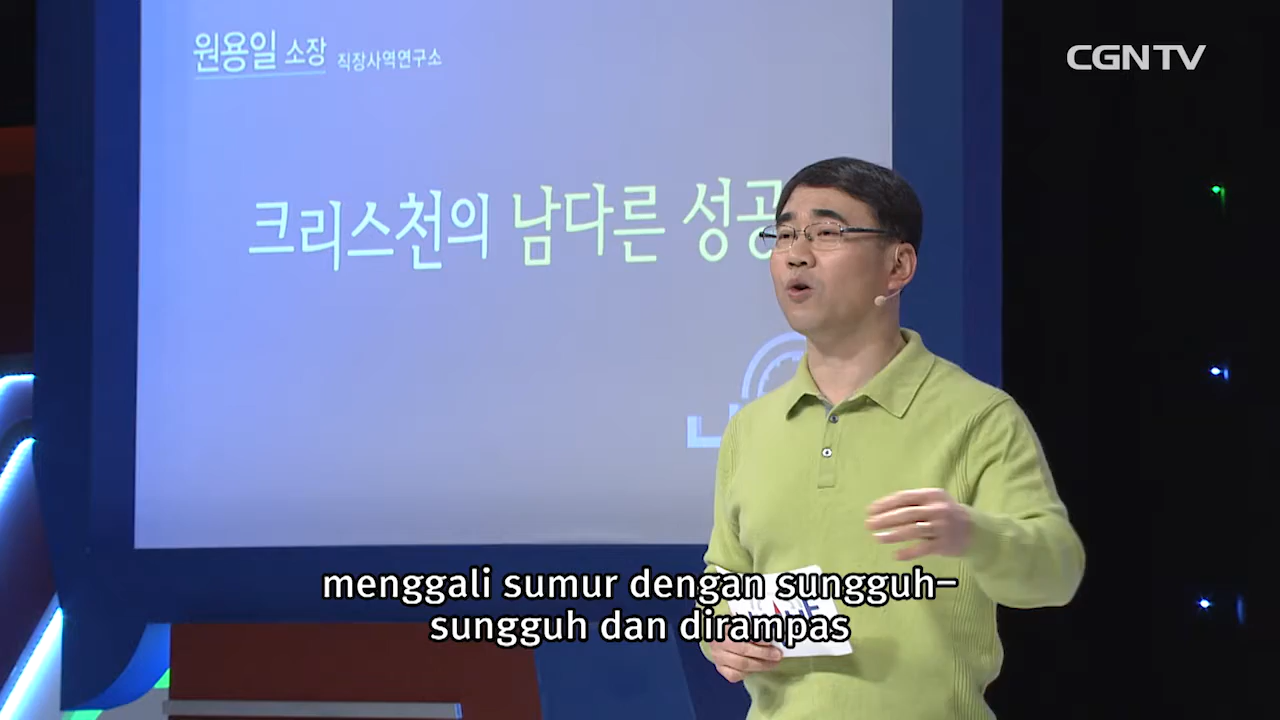 원용일 소장 직장사역연구소
CGNTV
크리스천의 남다른 성공
menggali sumur dengan sungguh-
sungguh dan dirampas